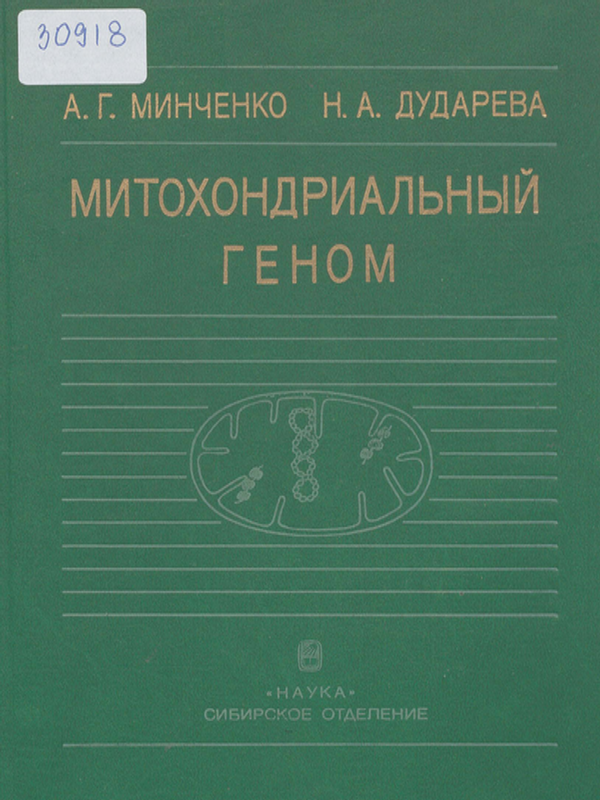 30918
А. Г. МИНЧЕНКО Н. А. ДУДАРЕВА
МИТОХОНДРИАЛЬНЫЙ
ГЕНОМ
«НАУКА»
СИБИРСКОЕ ОТДЕЛЕНИЕ